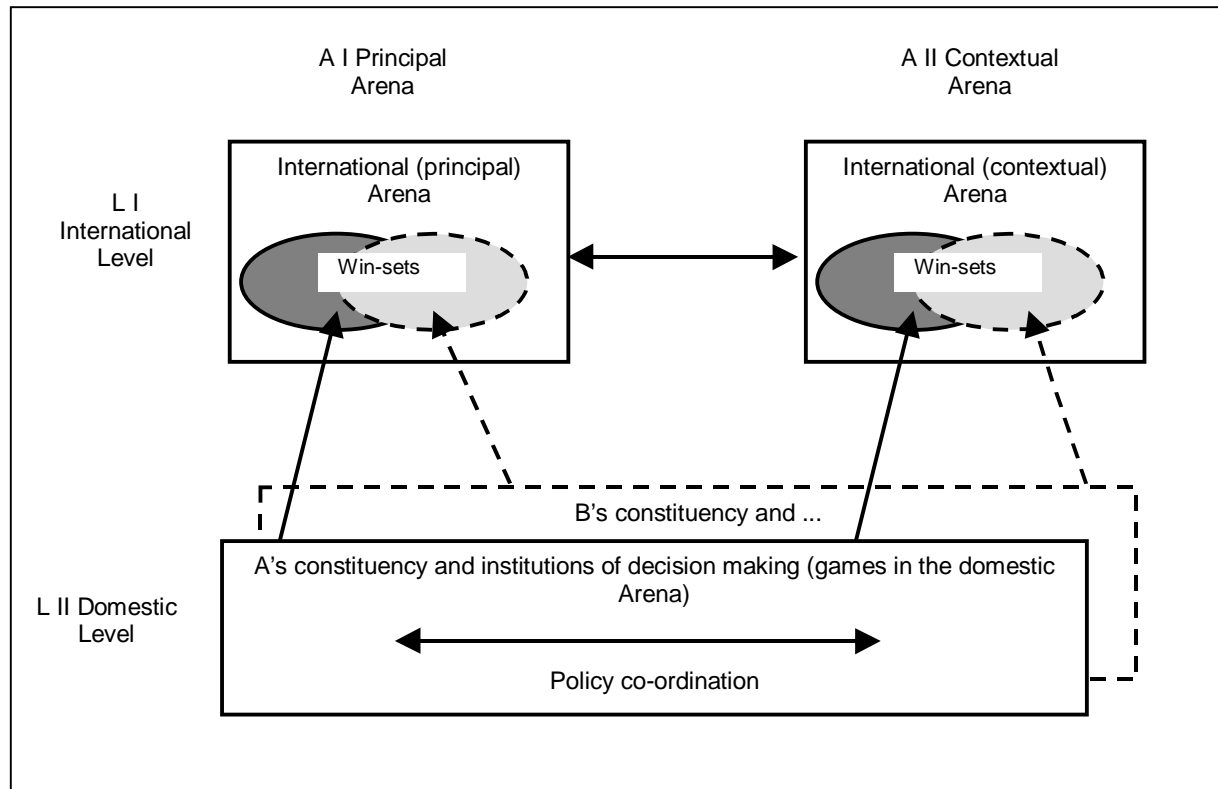 A I Principal
Arena
A II Contextual
Arena
L I
International
Level
International (principal)
Arena
Win-sets
International (contextual)
Arena
Win-sets
B's constituency and ...
L II Domestic
Level
A's constituency and institutions of decision making (games in the domestic
Arena)
Policy co-ordination